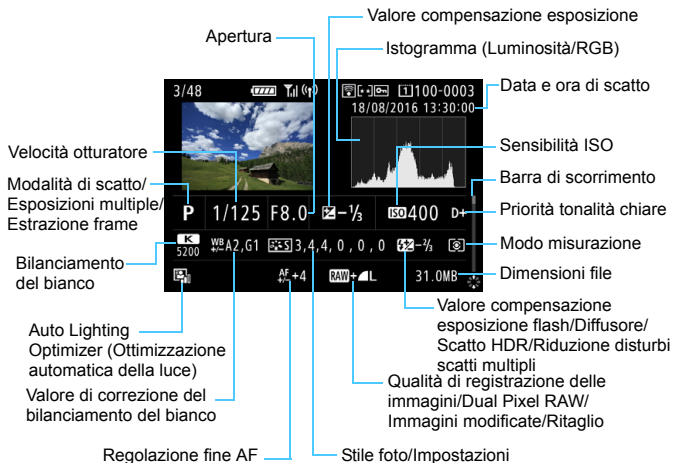 Valore compensazione esposizione
Apertura
Istogramma (Luminosità/RGB)
Data e ora di scatto
3/48
1 100-0003
18/08/2016 13:30:00
Velocità otturatore
Sensibilità ISO
Modalità di scatto/
Esposizioni multiple/
Estrazione frame
Barra di scorrimento
P 1/125 F8.0 -⅓ ISO 400 D+
Priorità tonalità chiare
K
5200
WB +/- A2,G1 S 3,4,4,0,0,0 -⅔
Modo misurazione
Bilanciamento
del bianco
AF +/- +4 RAW+L 31.0MB
Dimensioni file
Auto Lighting
Optimizer (Ottimizzazione
automatica della luce)
Valore compensazione
esposizione flash/Diffusore/
Scatto HDR/Riduzione disturbi
scatti multipli
Valore di correzione del
bilanciamento del bianco
Qualità di registrazione delle
immagini/Dual Pixel RAW/
Immagini modificate/Ritaglio
Regolazione fine AF
Stile foto/Impostazioni